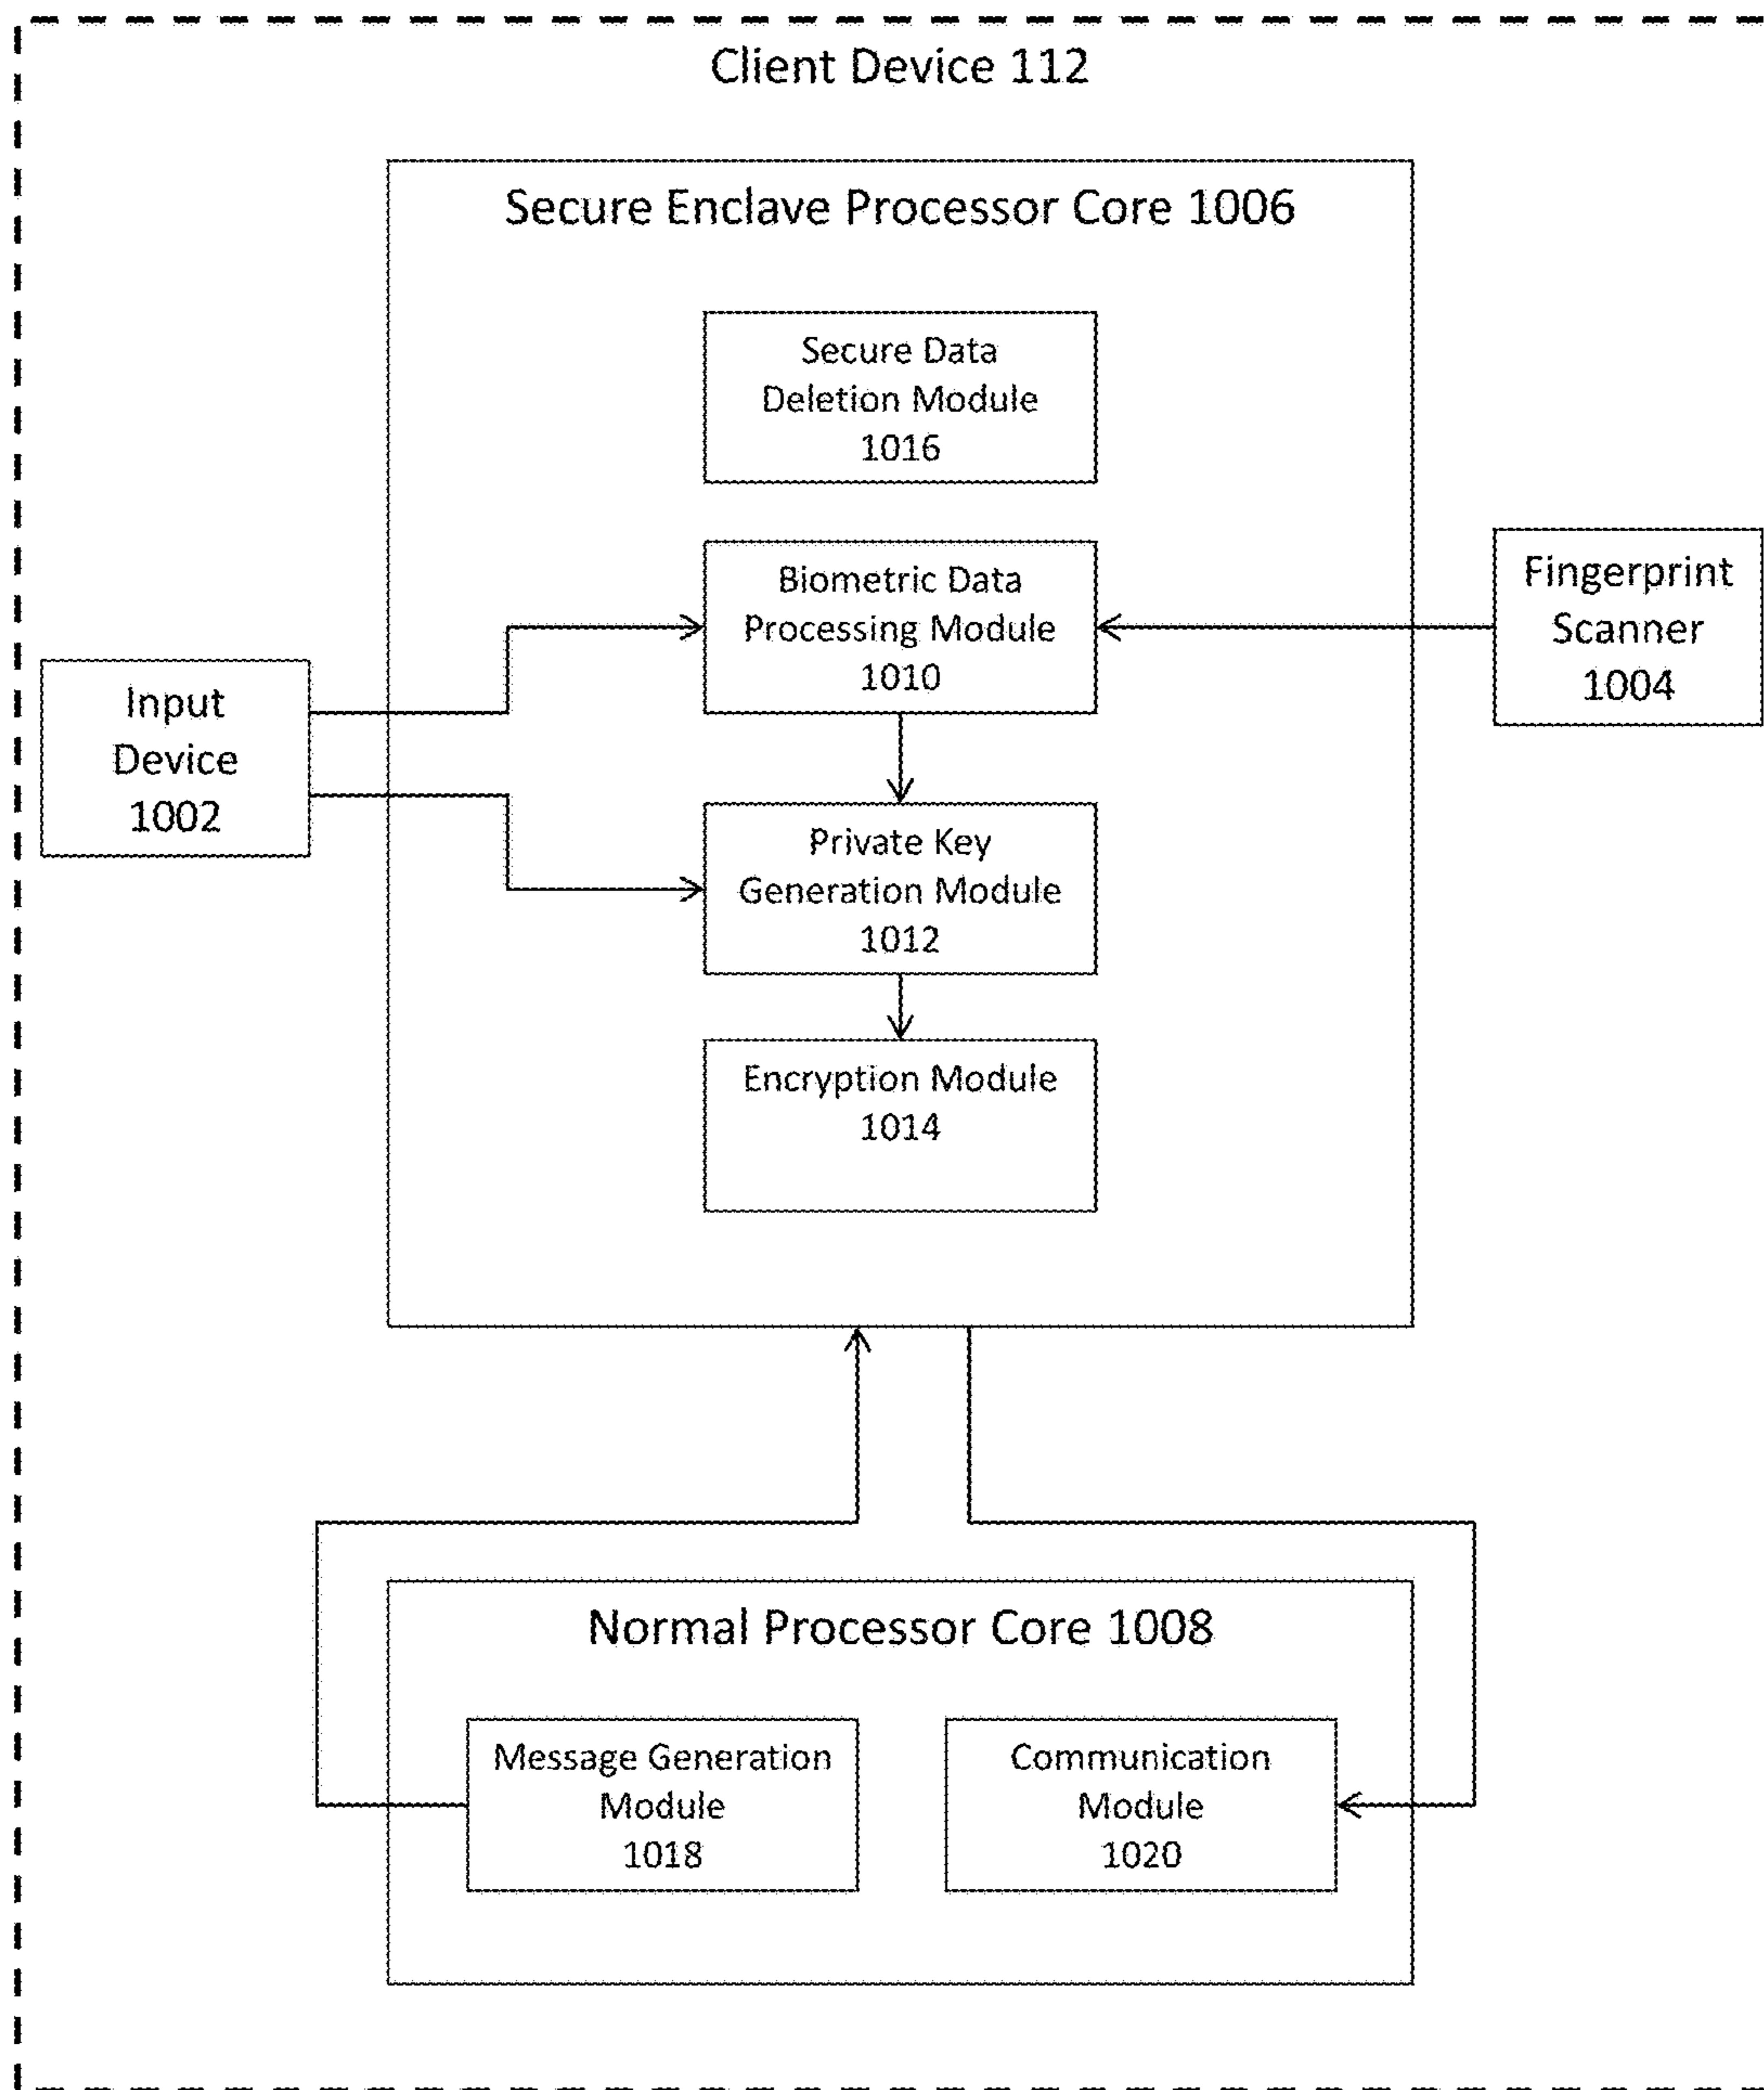 Client Device 112
Secure Enclave Processor Core 1006
Secure Data
Deletion Module
1016
Biometric Data
Processing Module
1010
Fingerprint
Scanner
1004
Input
Device
1002
Private Key
Generation Module
1012
Encryption Module
1014
Normal Processor Core 1008
Message Generation
Module
1018
Communication
Module
1020